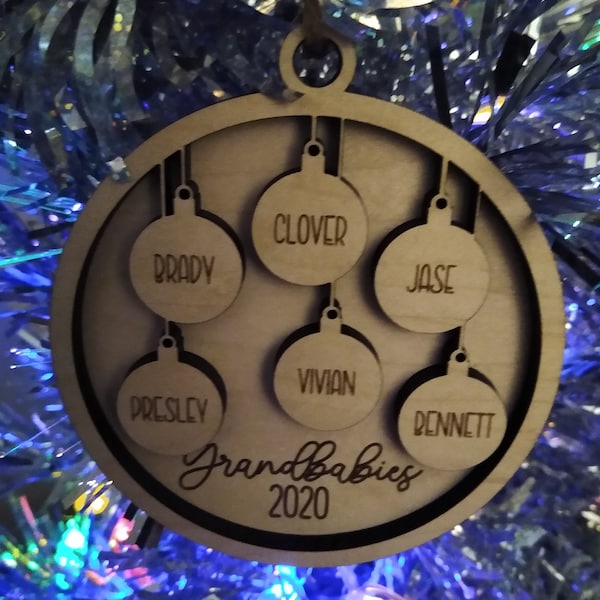 BRADY
CLOVER
JASE
PRESLEY
VIVIAN
BENNETT
Grandbabies
2020